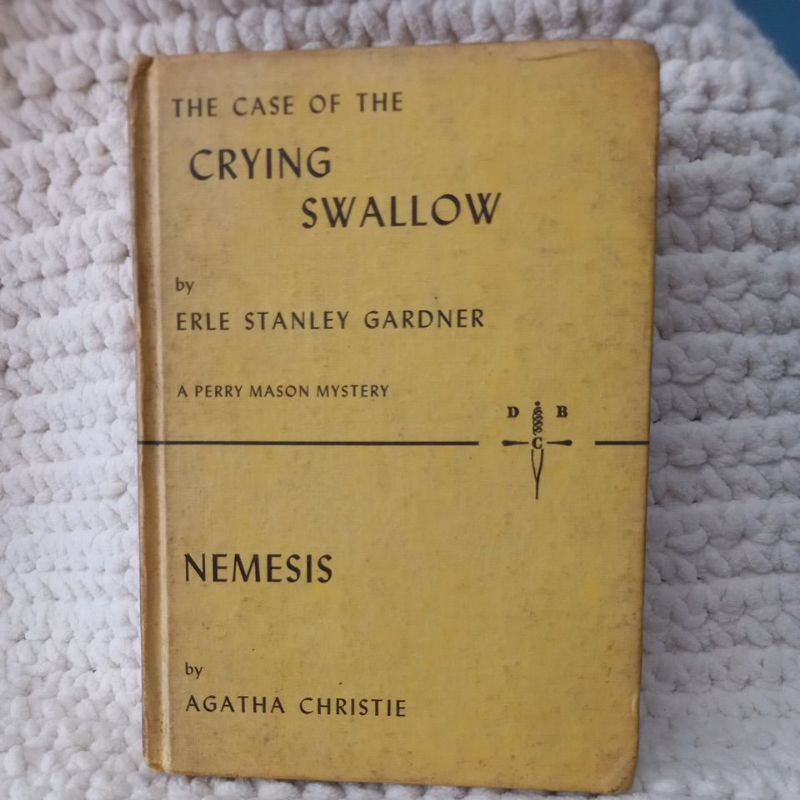 THE CASE OF THE
CRYING
SWALLOW
by
ERLE STANLEY GARDNER
A PERRY MASON MYSTERY
D B
C
NEMESIS
by
AGATHA CHRISTIE